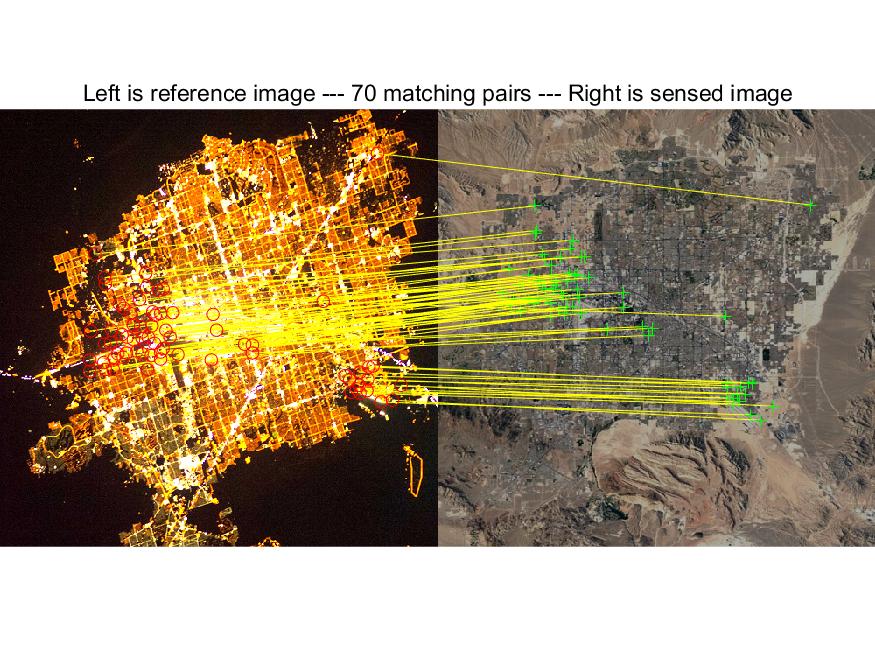 Left is reference image --- 70 matching pairs --- Right is sensed image